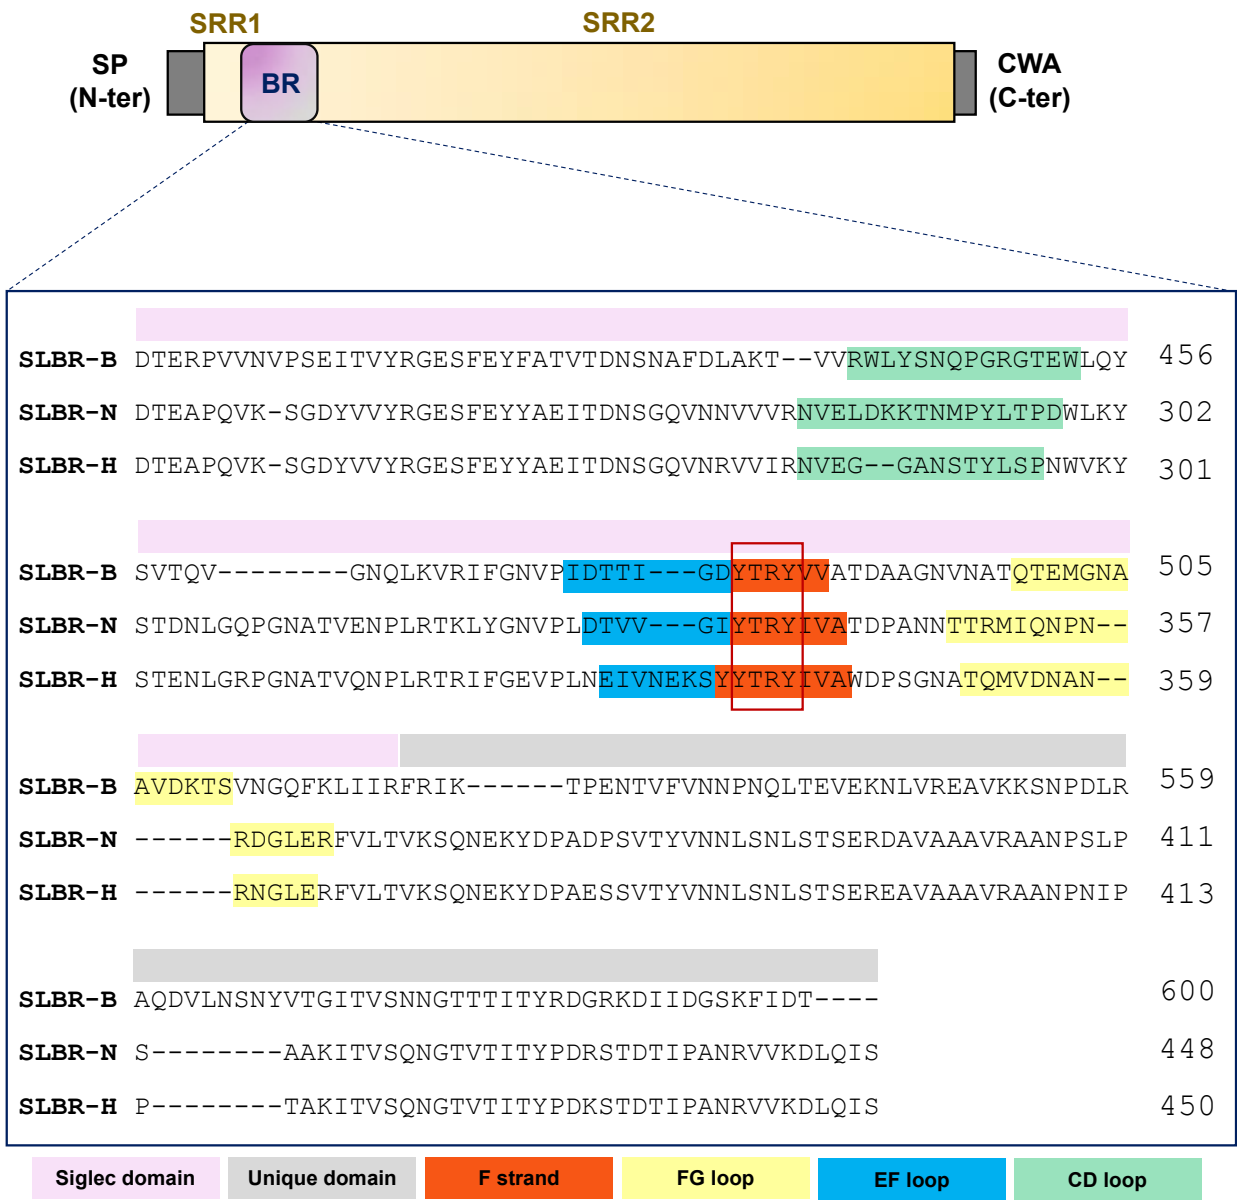 SRR1 SRR2
SP
(N-ter)
BR
CWA
(C-ter)
SLBR-B DTERPVVNVPSEITVYRGESFEYFATVTDNSNAFDLAKT--VVRWLYSNQPGRGTEWLQY 456
SLBR-N DTEAPQVK-SGDYVVYRGESFEYYAEITDNSGQVNNVVVRNVELDKKTNMPYLTPDWLKY 302
SLBR-H DTEAPQVK-SGDYVVYRGESFEYYAEITDNSGQVNRVVIRNVEG--GANSTYLSPNWVKY 301
SLBR-B SVTQV--------GNQLKVRIFGNVPIDTTI---GDYTRYVVATDAAGNVNATQTEMGNA 505
SLBR-N STDNLGQPGNATVENPLRTKLYGNVPLDTVV---GIYTRYIVATDPANNTTRMIQNPN-- 357
SLBR-H STENLGRPGNATVQNPLRTRIFGEVPLNEIVNEKSYYTRYIVAWDPSGNATQMVDNAN-- 359
SLBR-B AVDKTSVNGQFKLIIRFRIK------TPENTVFVNNPNQLTEVEKNLVREAVKKSNPDLR 559
SLBR-N ------RDGLERFVLTVKSQNEKYDPADPSVTYVNNLSNLSTSERDAVAAAVRAANPSLP 411
SLBR-H ------RNGLERFVLTVKSQNEKYDPAESSVTYVNNLSNLSTSEREAVAAAVRAANPNIP 413
SLBR-B AQDVLNSNYVTGITVSNNGTTTITYRDGRKDIIDGSKFIDT---- 600
SLBR-N S--------AAKITVSQNGTVTITYPDRSTDTIPANRVVKDLQIS 448
SLBR-H P--------TAKITVSQNGTVTITYPDKSTDTIPANRVVKDLQIS 450
Siglec domain Unique domain F strand FG loop EF loop CD loop